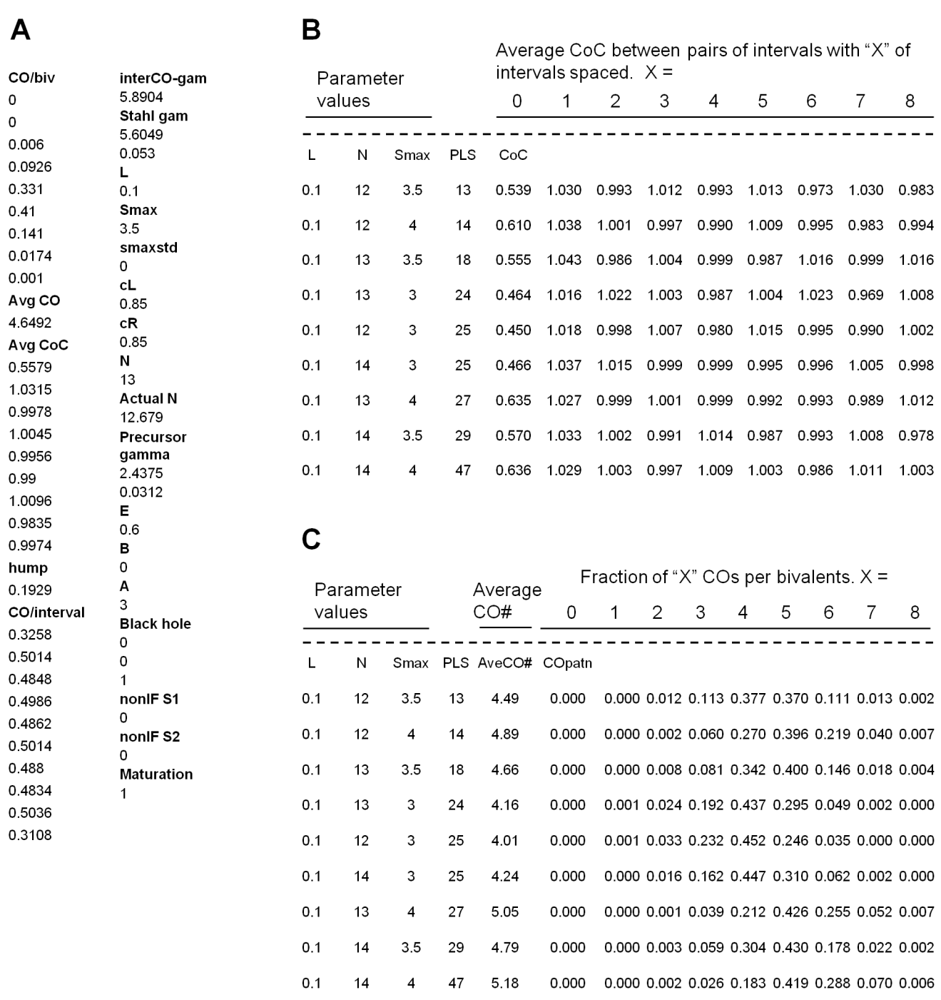 A
CO/biv
0
0
0.006
0.0926
0.331
0.41
0.141
0.0174
0.001
Avg CO
4.6492
Avg CoC
0.5579
1.0315
0.9978
1.0045
0.9956
0.99
1.0096
0.9835
0.9974
hump
0.1929
CO/interval
0.3258
0.5014
0.4848
0.4986
0.4862
0.5014
0.488
0.4834
0.5036
0.3108
interCO-gam
5.8904
Stahl gam
5.6049
0.053
L
0.1
Smax
3.5
smaxstd
0
cL
0.85
cR
0.85
N
13
Actual N
12.679
Precursor
gamma
2.4375
0.0312
E
0.6
B
0
A
3
Black hole
0
0
1
nonIF S1
0
nonIF S2
0
Maturation
1
B
Average CoC between pairs of intervals with “X” of
intervals spaced. X =
Parameter
values
0 1 2 3 4 5 6 7 8
L N Smax PLS CoC
0.1 12 3.5 13 0.539 1.030 0.993 1.012 0.993 1.013 0.973 1.030 0.983
0.1 12 4 14 0.610 1.038 1.001 0.997 0.990 1.009 0.995 0.983 0.994
0.1 13 3.5 18 0.555 1.043 0.986 1.004 0.999 0.987 1.016 0.999 1.016
0.1 13 3 24 0.464 1.016 1.022 1.003 0.987 1.004 1.023 0.969 1.008
0.1 12 3 25 0.450 1.018 0.998 1.007 0.980 1.015 0.995 0.990 1.002
0.1 14 3 25 0.466 1.037 1.015 0.999 0.999 0.995 0.996 1.005 0.998
0.1 13 4 27 0.635 1.027 0.999 1.001 0.999 0.992 0.993 0.989 1.012
0.1 14 3.5 29 0.570 1.033 1.002 0.991 1.014 0.987 0.993 1.008 0.978
0.1 14 4 47 0.636 1.029 1.003 0.997 1.009 1.003 0.986 1.011 1.003
C
Fraction of “X” COs per bivalents. X =
Parameter
values
Average
CO#
0 1 2 3 4 5 6 7 8
L N Smax PLS AveCO# COpatn
0.1 12 3.5 13 4.49 0.000 0.000 0.012 0.113 0.377 0.370 0.111 0.013 0.002
0.1 12 4 14 4.89 0.000 0.000 0.002 0.060 0.270 0.396 0.219 0.040 0.007
0.1 13 3.5 18 4.66 0.000 0.000 0.008 0.081 0.342 0.400 0.146 0.018 0.004
0.1 13 3 24 4.16 0.000 0.001 0.024 0.192 0.437 0.295 0.049 0.002 0.000
0.1 12 3 25 4.01 0.000 0.001 0.033 0.232 0.452 0.246 0.035 0.000 0.000
0.1 14 3 25 4.24 0.000 0.000 0.016 0.162 0.447 0.310 0.062 0.002 0.000
0.1 13 4 27 5.05 0.000 0.000 0.001 0.039 0.212 0.426 0.255 0.052 0.007
0.1 14 3.5 29 4.79 0.000 0.000 0.003 0.059 0.304 0.430 0.178 0.022 0.002
0.1 14 4 47 5.18 0.000 0.000 0.002 0.026 0.183 0.419 0.288 0.070 0.006